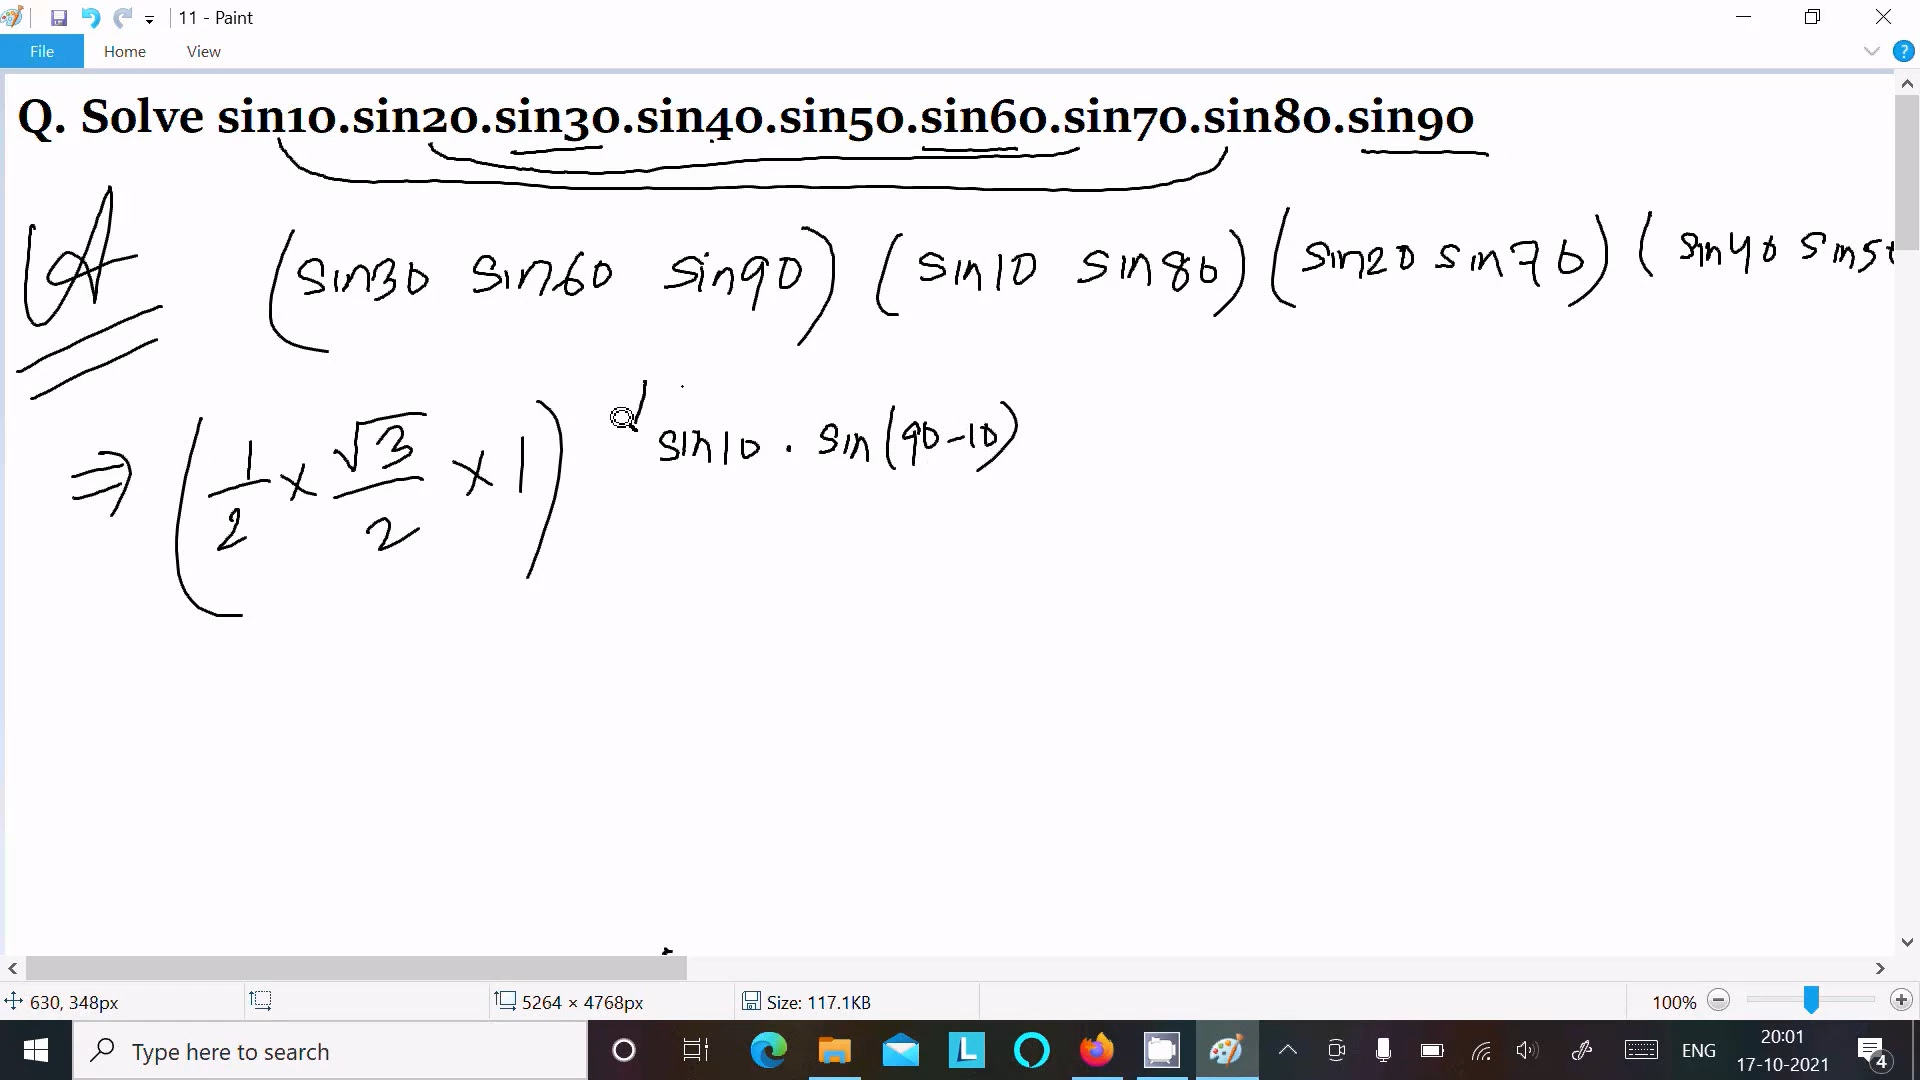 11 - Paint
File Home View
Q. Solve sin10.sin20.sin30.sin40.sin50.sin60.sin70.sin80.sin90
A (sin30 sin60 sin90) (sin10 sin80) (sin20 sin70) (sin40 sin50
⇒ (1/2 × √3/2 × 1) sin10 . sin(90-10)
630, 348px 5264 × 4768px Size: 117.1KB 100%
Type here to search L ENG 20:01
17-10-2021 4